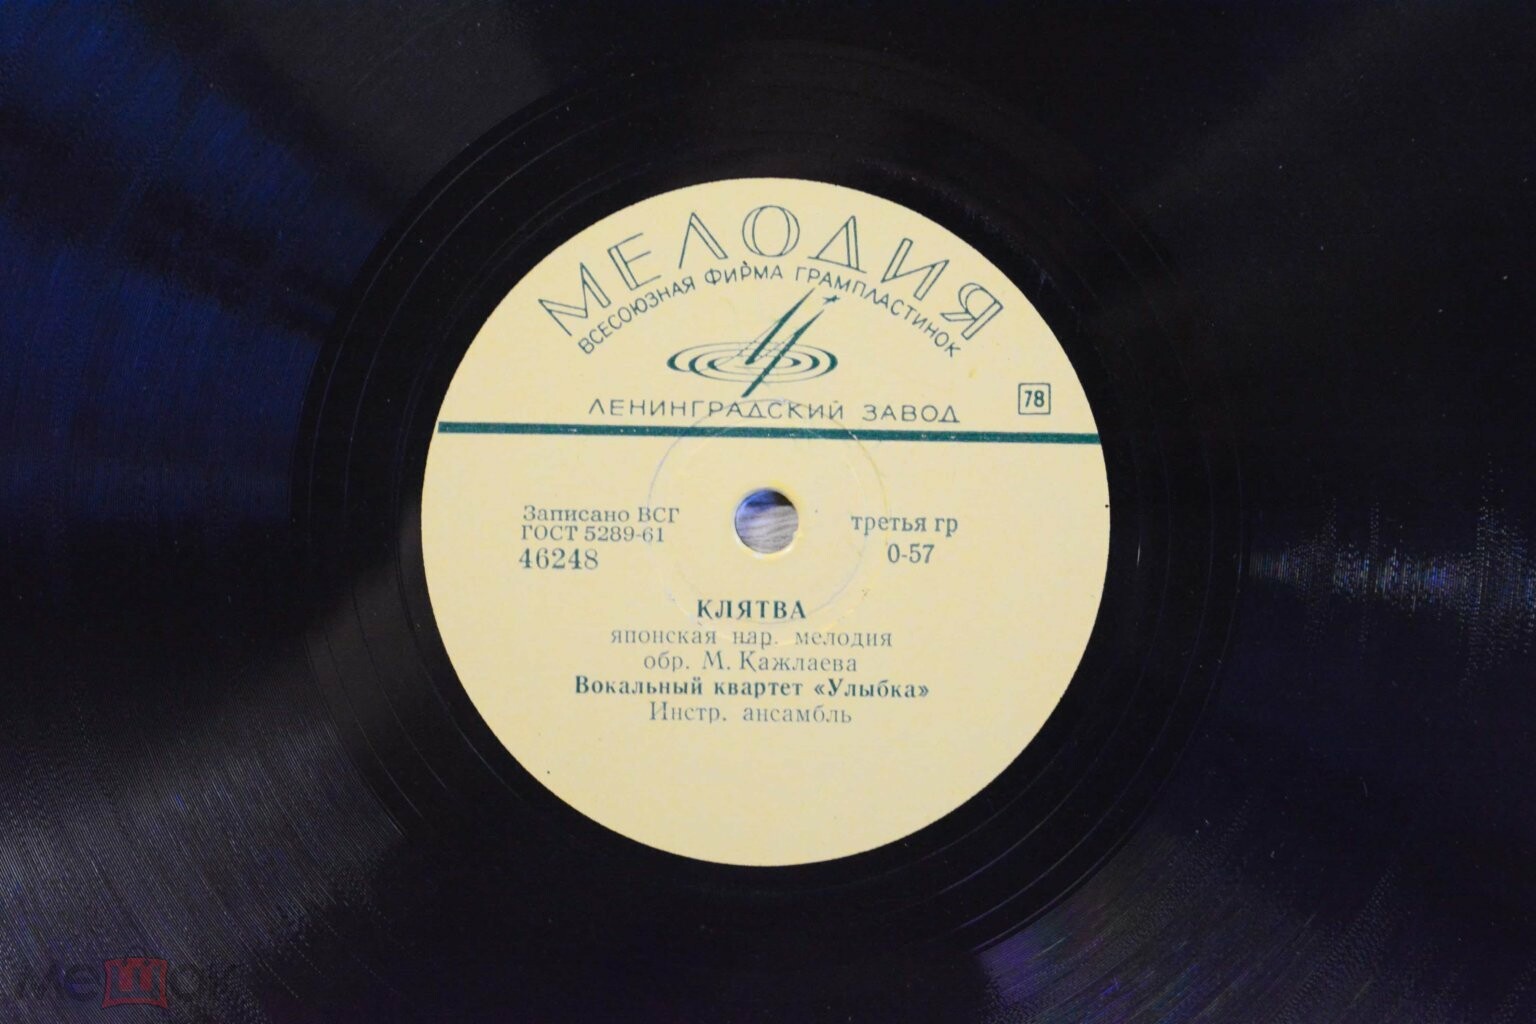 МЕЛОДИЯ
ВСЕСОЮЗНАЯ ФИРМА ГРАМПЛАСТИНОК
ЛЕНИНГРАДСКИЙ ЗАВОД
78
Записано ВСГ
ГОСТ 5289-61
46248
третья гр
0-57
КЛЯТВА
японская нар. мелодия
обр. М. Кажлаева
Вокальный квартет «Улыбка»
Инстр. ансамбль
мешок